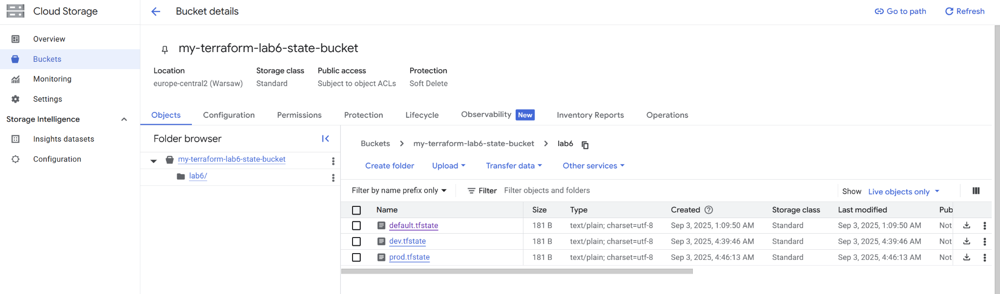 Cloud Storage
Bucket details
Go to path
Refresh
Overview
Buckets
Monitoring
Settings
Storage Intelligence
Insights datasets
Configuration
my-terraform-lab6-state-bucket
Location Storage class Public access Protection
europe-central2 (Warsaw) Standard Subject to object ACLs Soft Delete
Objects Configuration Permissions Protection Lifecycle Observability New Inventory Reports Operations
Folder browser
my-terraform-lab6-state-bucket
lab6/
Buckets my-terraform-lab6-state-bucket lab6
Create folder Upload Transfer data Other services
Filter by name prefix only Filter Filter objects and folders Show Live objects only
Name Size Type Created Storage class Last modified Pub
default.tfstate 181 B text/plain; charset=utf-8 Sep 3, 2025, 1:09:50 AM Standard Sep 3, 2025, 1:09:50 AM Not
dev.tfstate 181 B text/plain; charset=utf-8 Sep 3, 2025, 4:39:46 AM Standard Sep 3, 2025, 4:39:46 AM Not
prod.tfstate 181 B text/plain; charset=utf-8 Sep 3, 2025, 4:46:13 AM Standard Sep 3, 2025, 4:46:13 AM Not